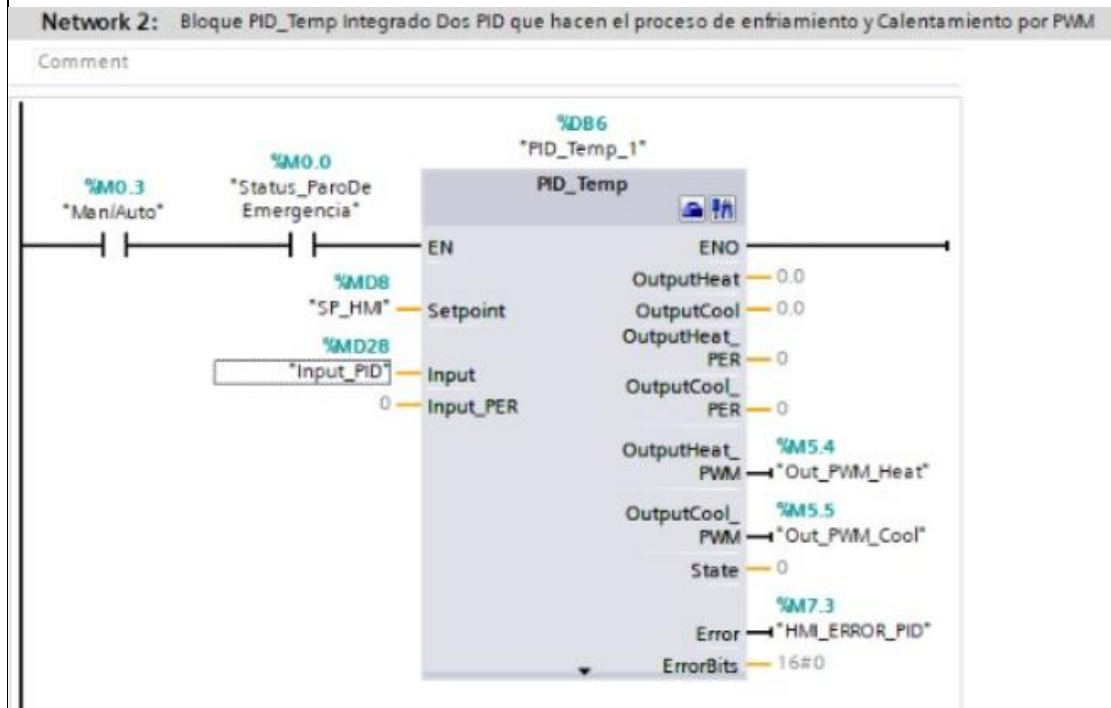 Network 2: Bloque PID_Temp Integrado Dos PID que hacen el proceso de enfriamiento y Calentamiento por PWM
Comment
%DB6
"PID_Temp_1"
%M0.3
"Man/Auto"
%M0.0
"Status_ParoDe
Emergencia"
PID_Temp
EN
ENO
%MD8
"SP_HMI"
Setpoint
%MD28
"Input_PID"
Input
0
Input_PER
OutputHeat
0.0
OutputCool
0.0
OutputHeat_
PER
0
OutputCool_
PER
0
OutputHeat_
PWM
%M5.4
"Out_PWM_Heat"
OutputCool_
PWM
%M5.5
"Out_PWM_Cool"
State
0
%M7.3
Error
"HMI_ERROR_PID"
ErrorBits
16#0